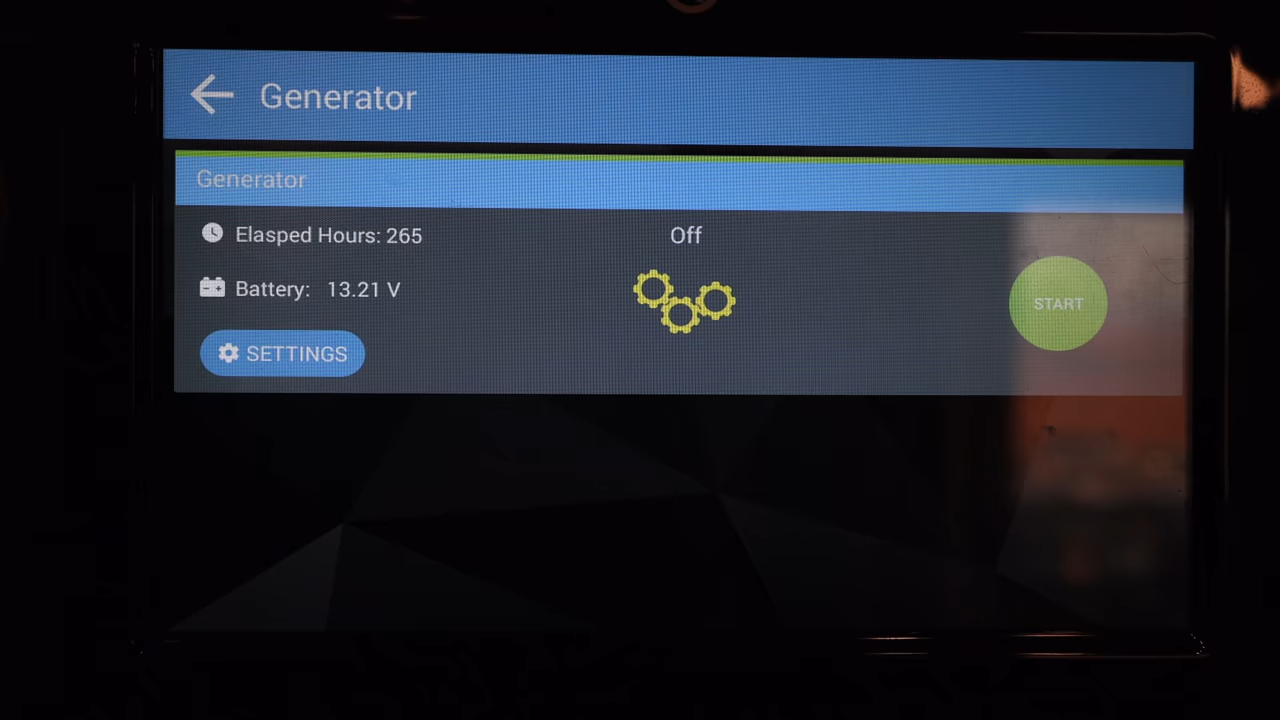 Generator
Generator
Elasped Hours: 265
Off
Battery: 13.21 V
START
SETTINGS